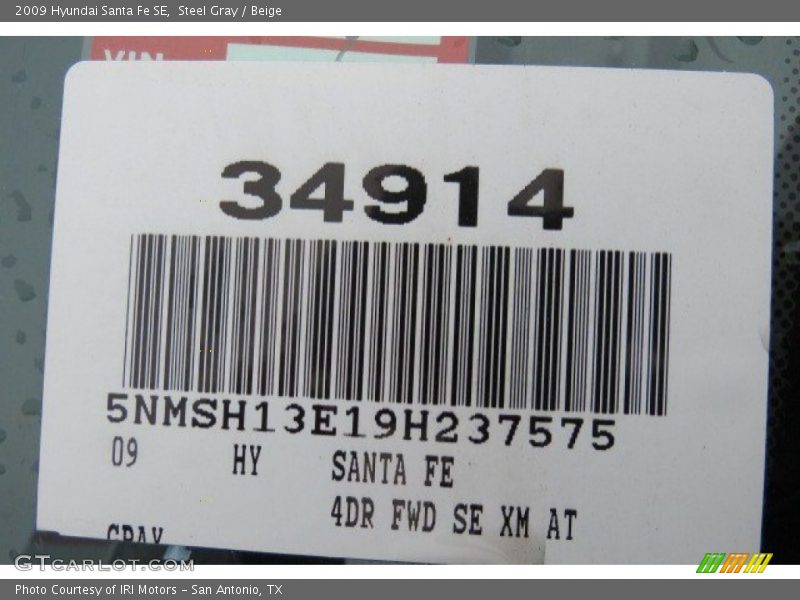 2009 Hyundai Santa Fe SE, Steel Gray / Beige
VIN
34914
5NMSH13E19H237575
09 HY SANTA FE
4DR FWD SE XM AT
GRAY
GTCARLOT.COM
Photo Courtesy of IRI Motors - San Antonio, TX